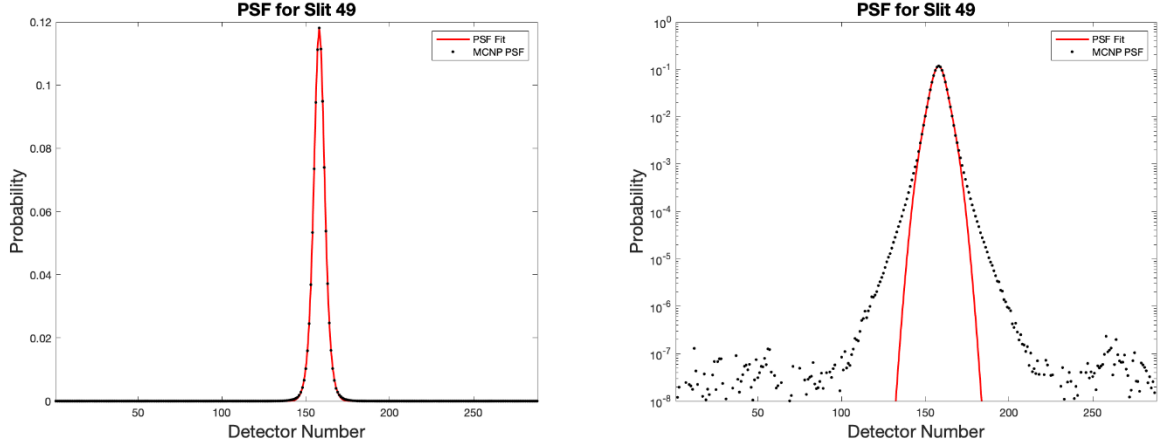 PSF for Slit 49
0.12
0.1
0.08
0.06
0.04
0.02
0
Probability
PSF Fit
MCNP PSF
50 100 150 200 250
Detector Number
PSF for Slit 49
10^0
10^-1
10^-2
10^-3
10^-4
10^-5
10^-6
10^-7
10^-8
Probability
PSF Fit
MCNP PSF
50 100 150 200 250
Detector Number